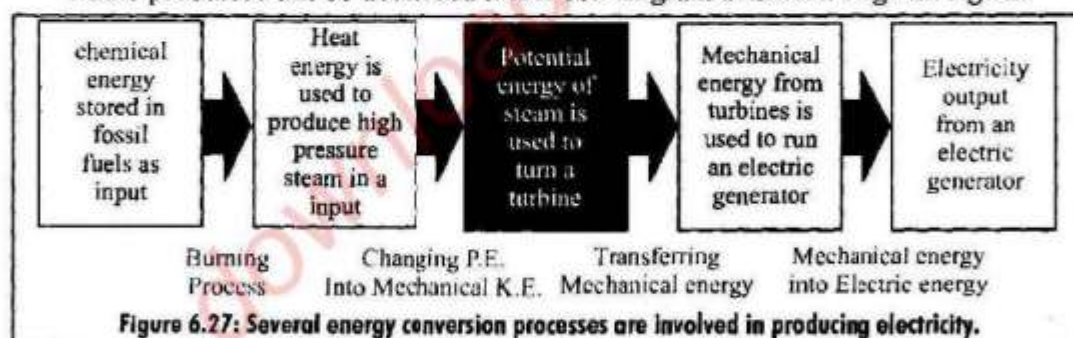 chemical
energy
stored in
fossil
fuels as
input
Heat
energy is
used to
produce high
pressure
steam in a
input
Potential
energy of
steam is
used to
turn a
turbine
Mechanical
energy from
turbines is
used to run
an electric
generator
Electricity
output
from an
electric
generator
Burning
Process
Changing P.E.
Into Mechanical K.E.
Transferring
Mechanical energy
Mechanical energy
into Electric energy
Figure 6.27: Several energy conversion processes are involved in producing electricity.